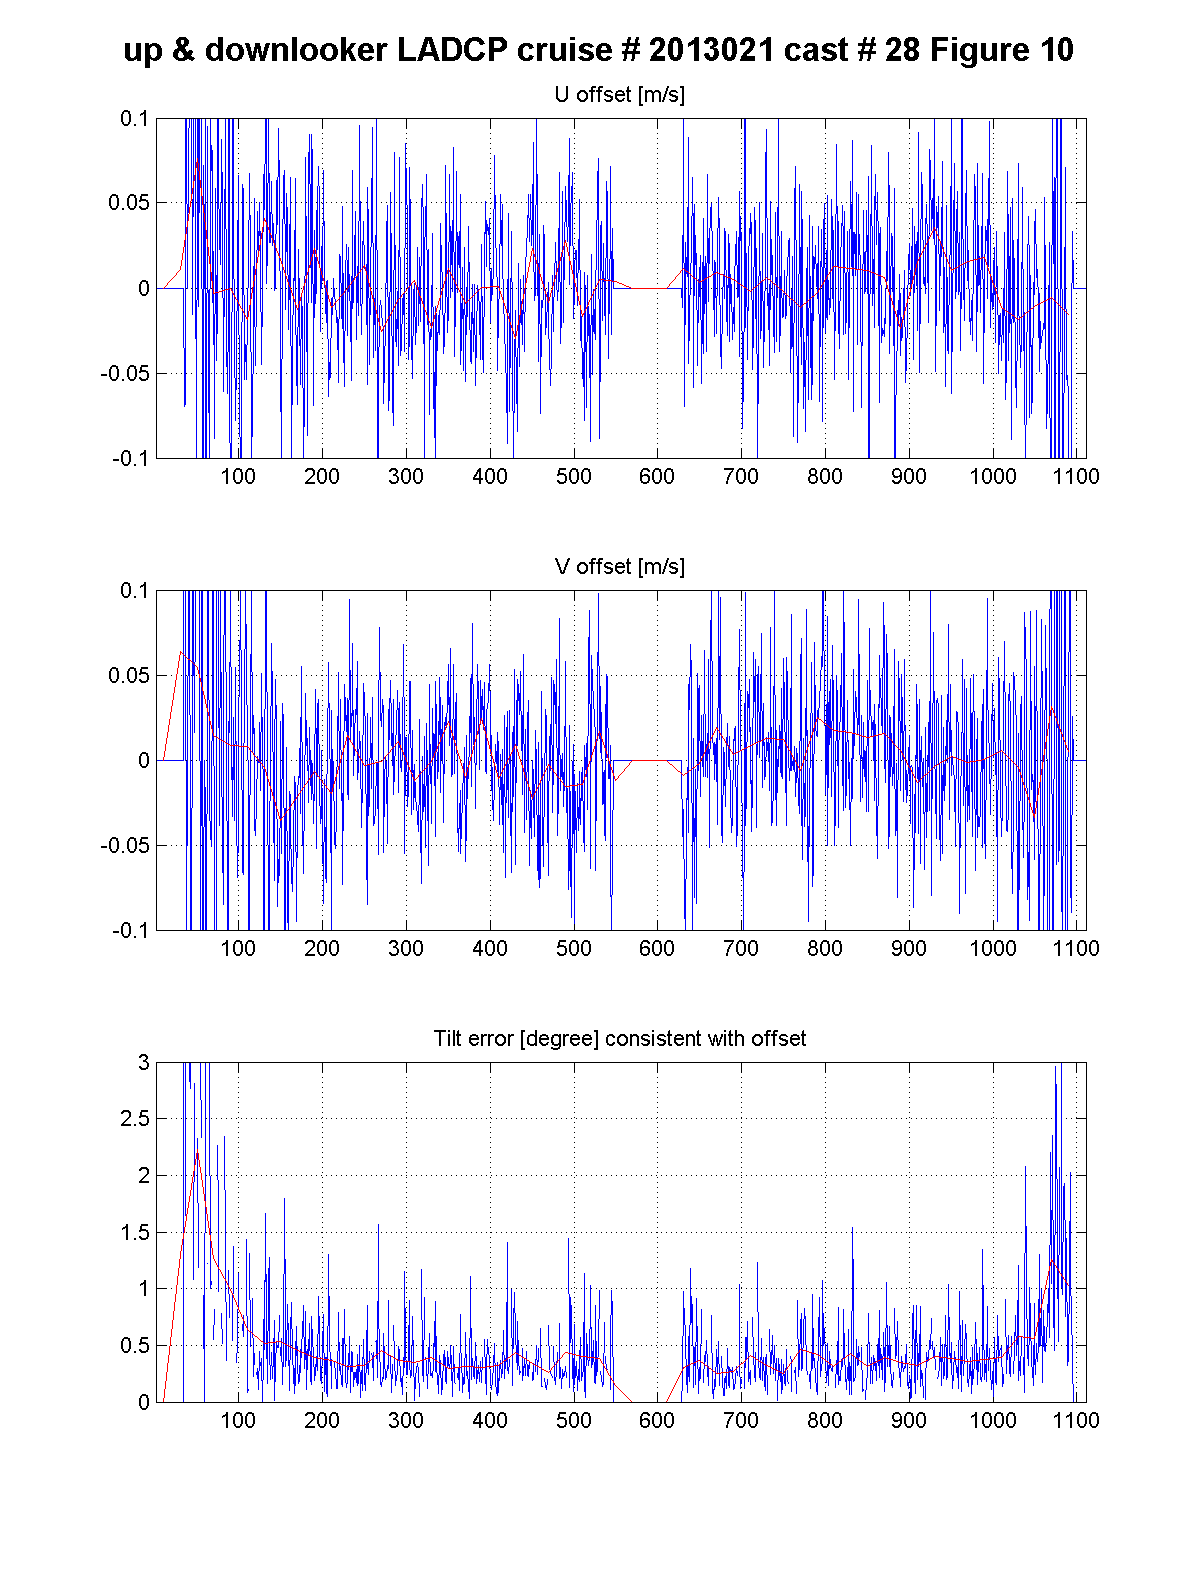 up & downlooker LADCP cruise # 2013021 cast # 28 Figure 10
U offset [m/s]
0.1
0.05
0
-0.05
-0.1
100 200 300 400 500 600 700 800 900 1000 1100
V offset [m/s]
0.1
0.05
0
-0.05
-0.1
100 200 300 400 500 600 700 800 900 1000 1100
Tilt error [degree] consistent with offset
3
2.5
2
1.5
1
0.5
0
100 200 300 400 500 600 700 800 900 1000 1100